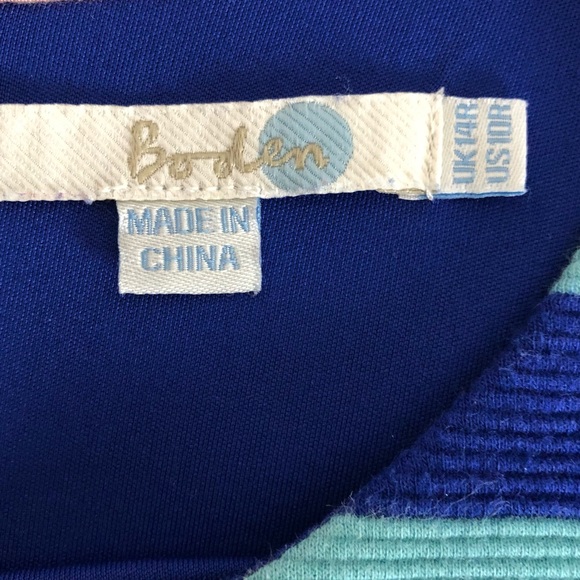 Boden
MADE IN
CHINA
UK14R
US10R